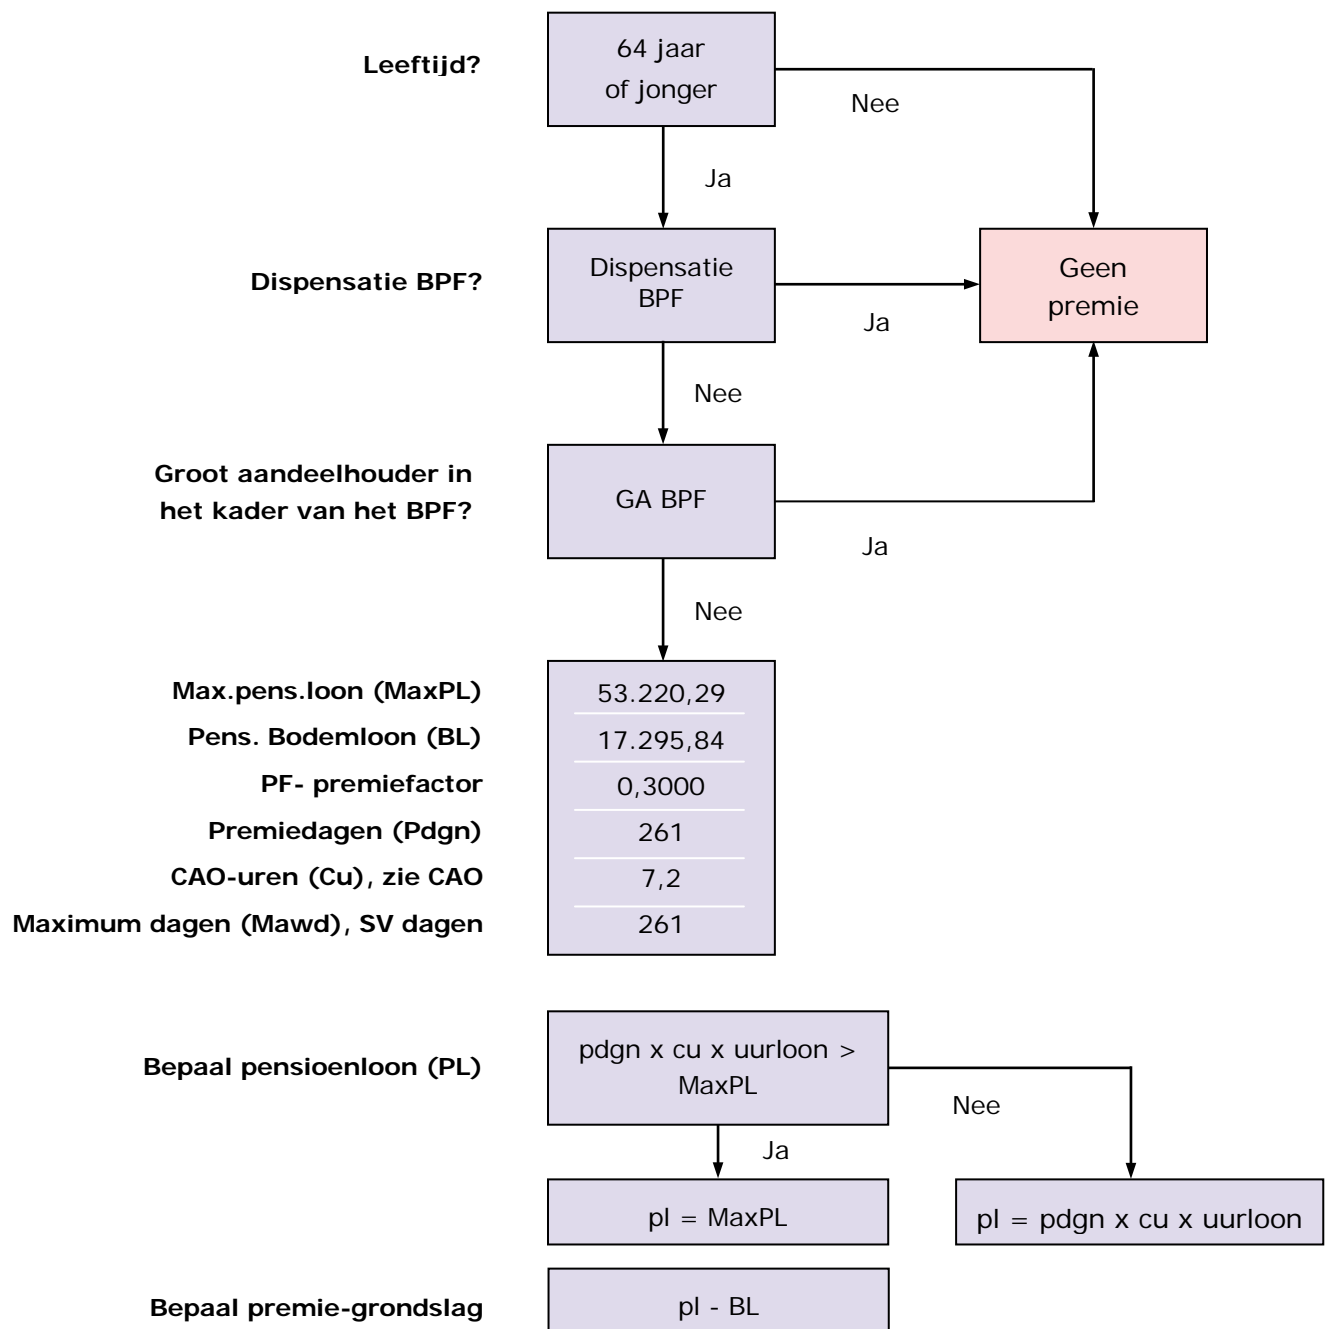 Leeftijd?
64 jaar
of jonger
Nee
Ja
Dispensatie BPF?
Dispensatie
BPF
Ja
Geen
premie
Nee
Groot aandeelhouder in
het kader van het BPF?
GA BPF
Ja
Nee
Max.pens.loon (MaxPL) 53.220,29
Pens. Bodemloon (BL) 17.295,84
PF- premiefactor 0,3000
Premiedagen (Pdgn) 261
CAO-uren (Cu), zie CAO 7,2
Maximum dagen (Mawd), SV dagen 261
Bepaal pensioenloon (PL)
pdgn x cu x uurloon >
MaxPL
Nee
Ja
pl = MaxPL
pl = pdgn x cu x uurloon
Bepaal premie-grondslag
pl - BL